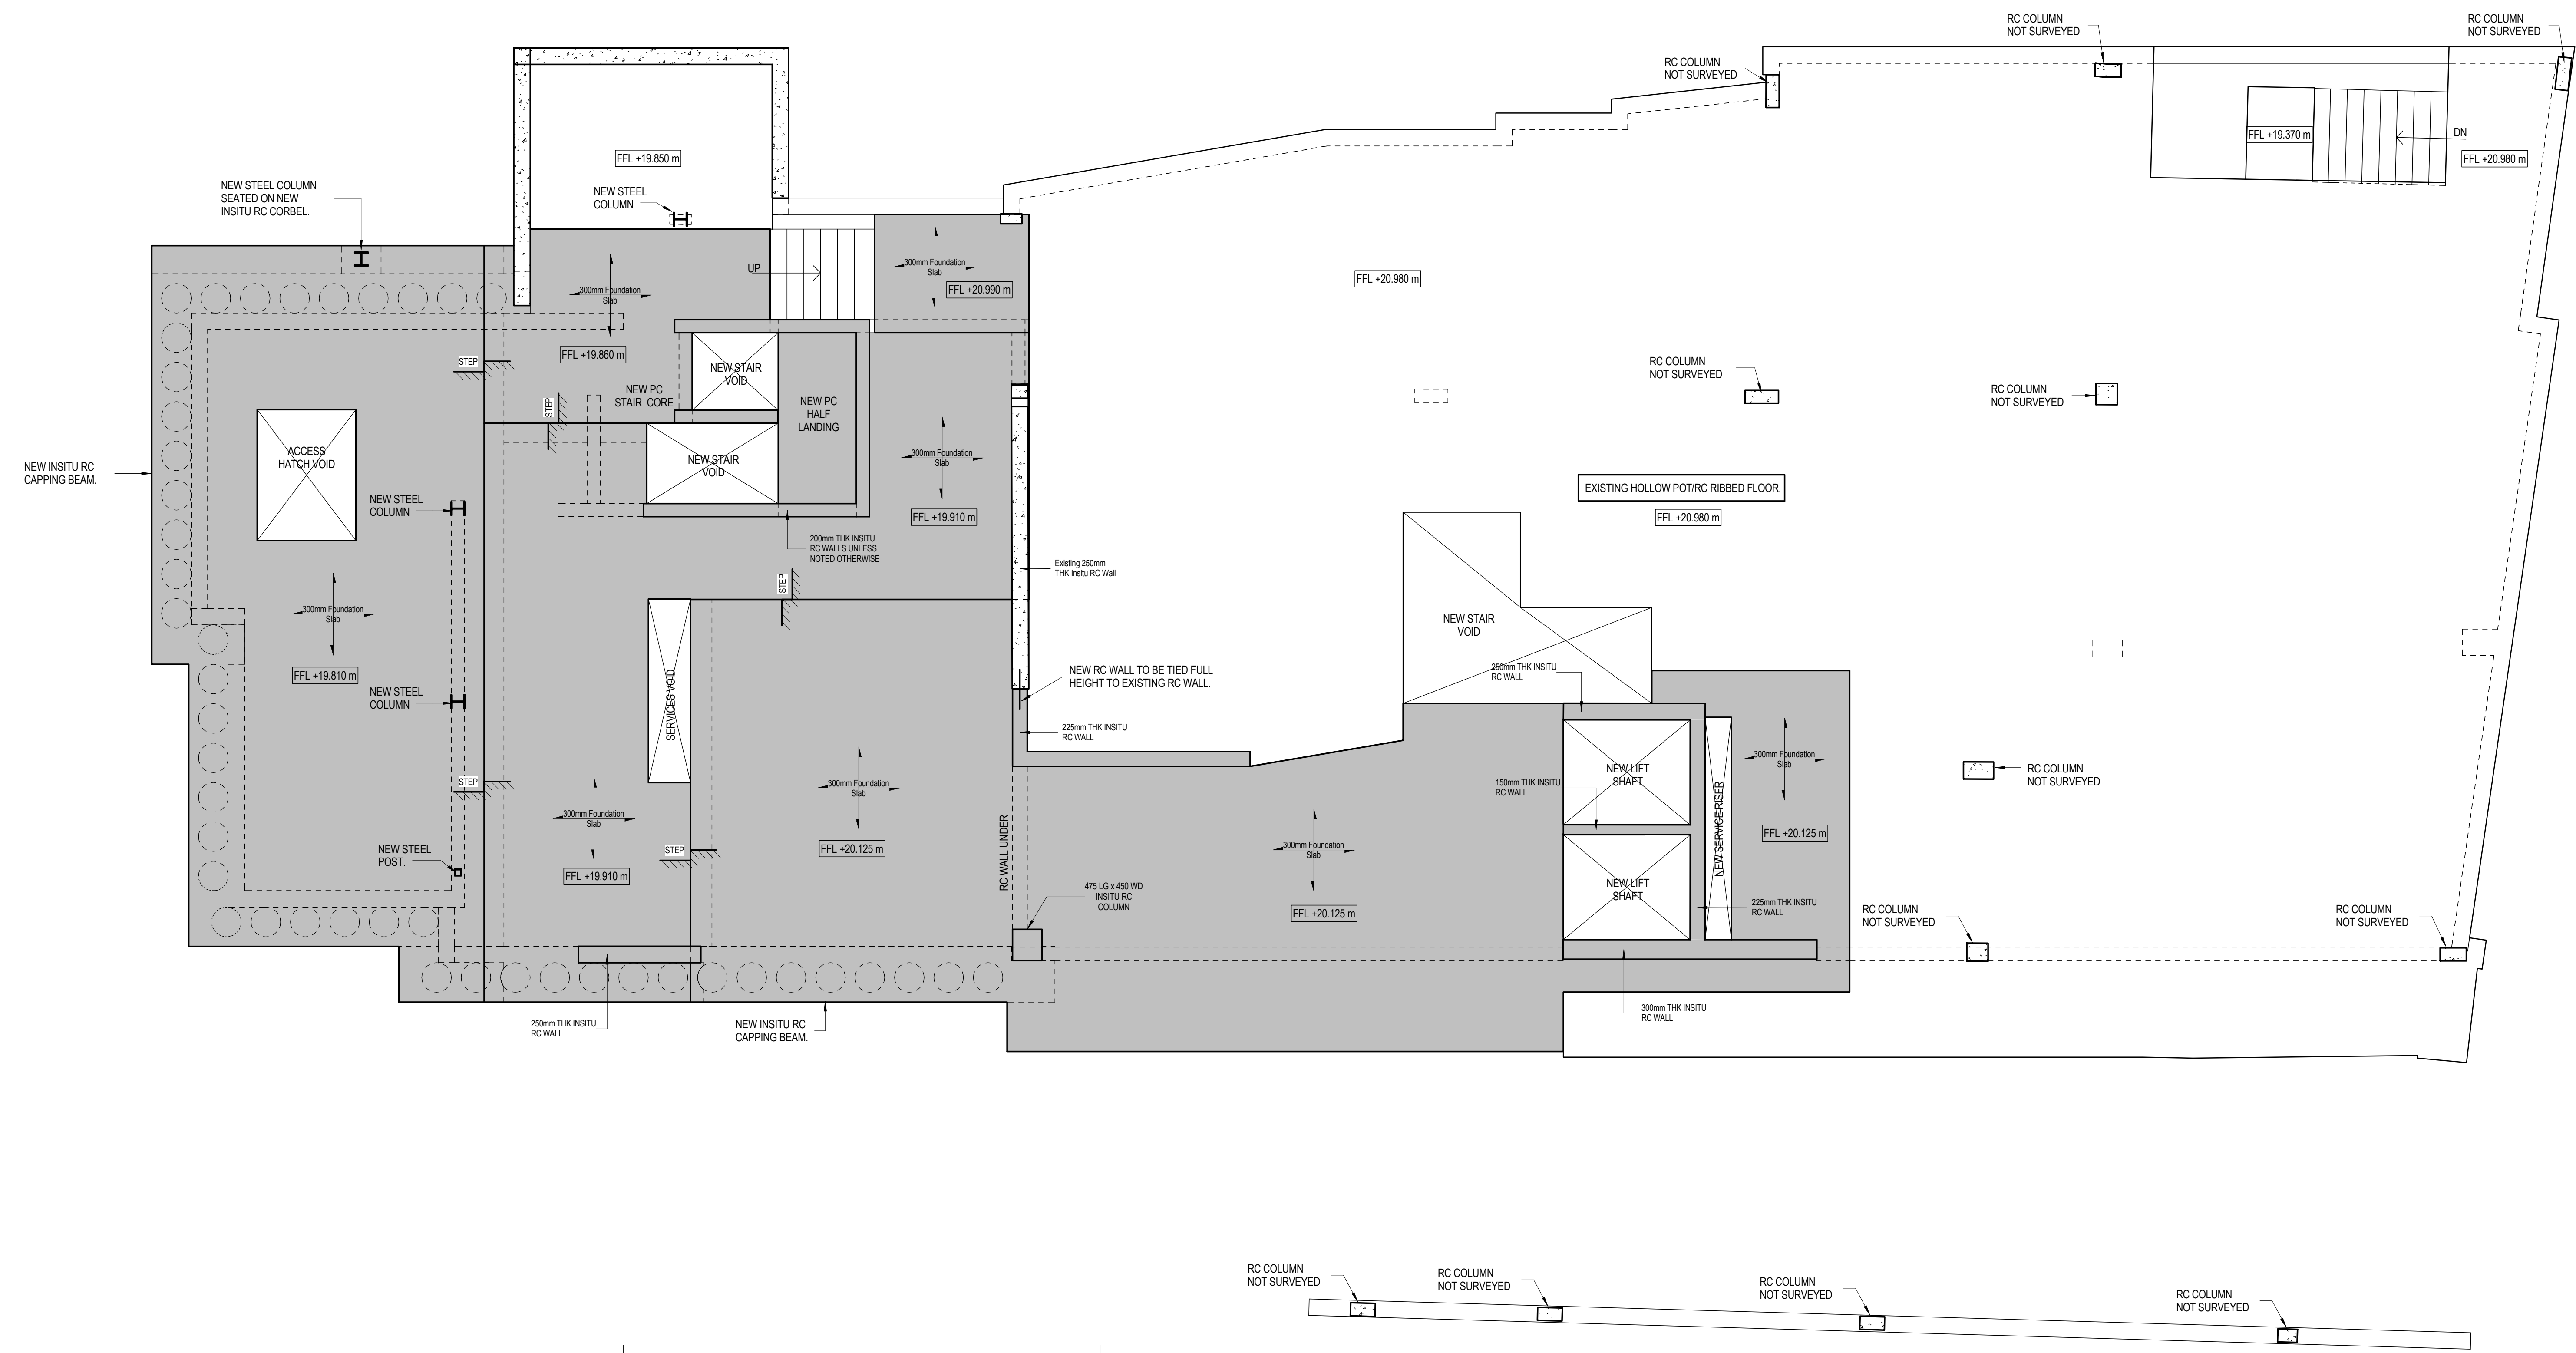 RC COLUMN
NOT SURVEYED
RC COLUMN
NOT SURVEYED
RC COLUMN
NOT SURVEYED
FFL +19.370 m
DN
FFL +20.980 m
FFL +19.850 m
NEW STEEL
COLUMN
NEW STEEL COLUMN
SEATED ON NEW
INSITU RC CORBEL.
UP
300mm Foundation
Slab
FFL +20.990 m
300mm Foundation
Slab
FFL +20.980 m
FFL +19.860 m
STEP
NEW STAIR
VOID
NEW PC
STAIR CORE
NEW PC
HALF
LANDING
STEP
RC COLUMN
NOT SURVEYED
RC COLUMN
NOT SURVEYED
ACCESS
HATCH VOID
NEW INSITU RC
CAPPING BEAM.
NEW STAIR
VOID
300mm Foundation
Slab
NEW STEEL
COLUMN
FFL +19.910 m
EXISTING HOLLOW POT/RC RIBBED FLOOR.
FFL +20.980 m
200mm THK INSITU
RC WALLS UNLESS
NOTED OTHERWISE
Existing 250mm
THK Insitu RC Wall
STEP
300mm Foundation
Slab
FFL +19.810 m
NEW STEEL
COLUMN
SERVICES VOID
NEW RC WALL TO BE TIED FULL
HEIGHT TO EXISTING RC WALL.
225mm THK INSITU
RC WALL
NEW STAIR
VOID
250mm THK INSITU
RC WALL
STEP
300mm Foundation
Slab
300mm Foundation
Slab
NEW LIFT
SHAFT
150mm THK INSITU
RC WALL
300mm Foundation
Slab
NEW SERVICE RISER
RC COLUMN
NOT SURVEYED
FFL +20.125 m
NEW STEEL
POST.
STEP
FFL +19.910 m
FFL +20.125 m
RC WALL UNDER
300mm Foundation
Slab
475 LG x 450 WD
INSITU RC
COLUMN
FFL +20.125 m
NEW LIFT
SHAFT
225mm THK INSITU
RC WALL
RC COLUMN
NOT SURVEYED
RC COLUMN
NOT SURVEYED
250mm THK INSITU
RC WALL
NEW INSITU RC
CAPPING BEAM.
300mm THK INSITU
RC WALL
RC COLUMN
NOT SURVEYED
RC COLUMN
NOT SURVEYED
RC COLUMN
NOT SURVEYED
RC COLUMN
NOT SURVEYED